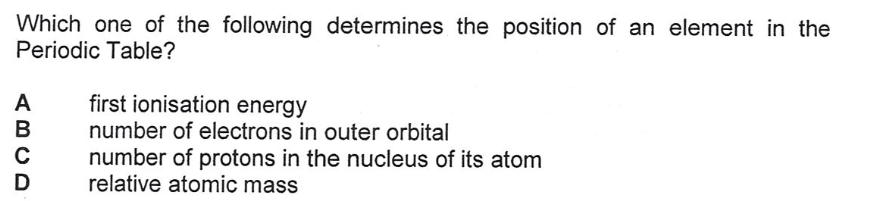 Which one of the following determines the position of an element in the
Periodic Table?
A first ionisation energy
B number of electrons in outer orbital
C number of protons in the nucleus of its atom
D relative atomic mass